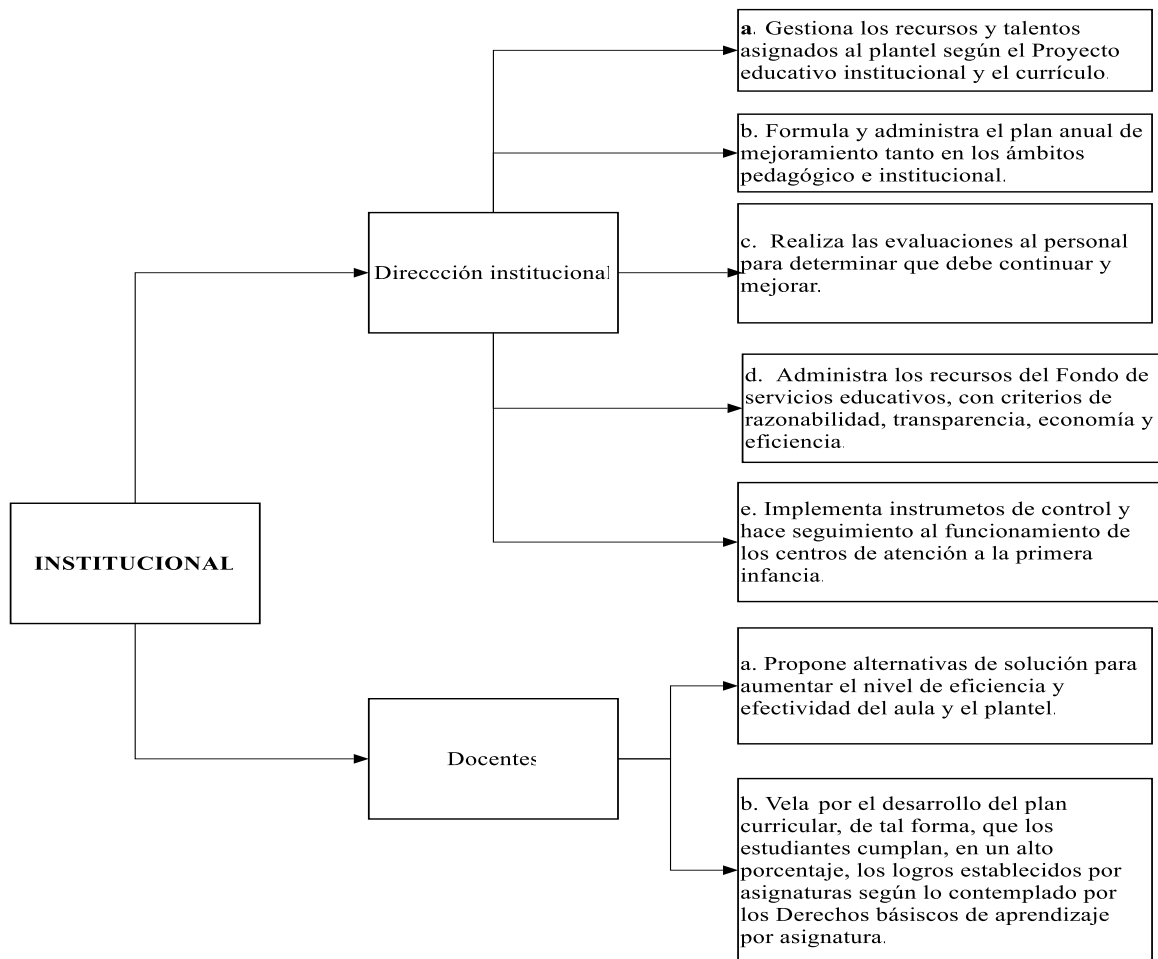 a. Gestiona los recursos y talentos
asignados al plantel según el Proyecto
educativo institucional y el currículo.
b. Formula y administra el plan anual de
mejoramiento tanto en los ámbitos
pedagógico e institucional.
Direccción institucional
c. Realiza las evaluaciones al personal
para determinar que debe continuar y
mejorar.
d. Administra los recursos del Fondo de
servicios educativos, con criterios de
razonabilidad, transparencia, economía y
eficiencia.
INSTITUCIONAL
e. Implementa instrumetos de control y
hace seguimiento al funcionamiento de
los centros de atención a la primera
infancia.
Docentes
a. Propone alternativas de solución para
aumentar el nivel de eficiencia y
efectividad del aula y el plantel.
b. Vela por el desarrollo del plan
curricular, de tal forma, que los
estudiantes cumplan, en un alto
porcentaje, los logros establecidos por
asignaturas según lo contemplado por
los Derechos básiscos de aprendizaje
por asignatura.